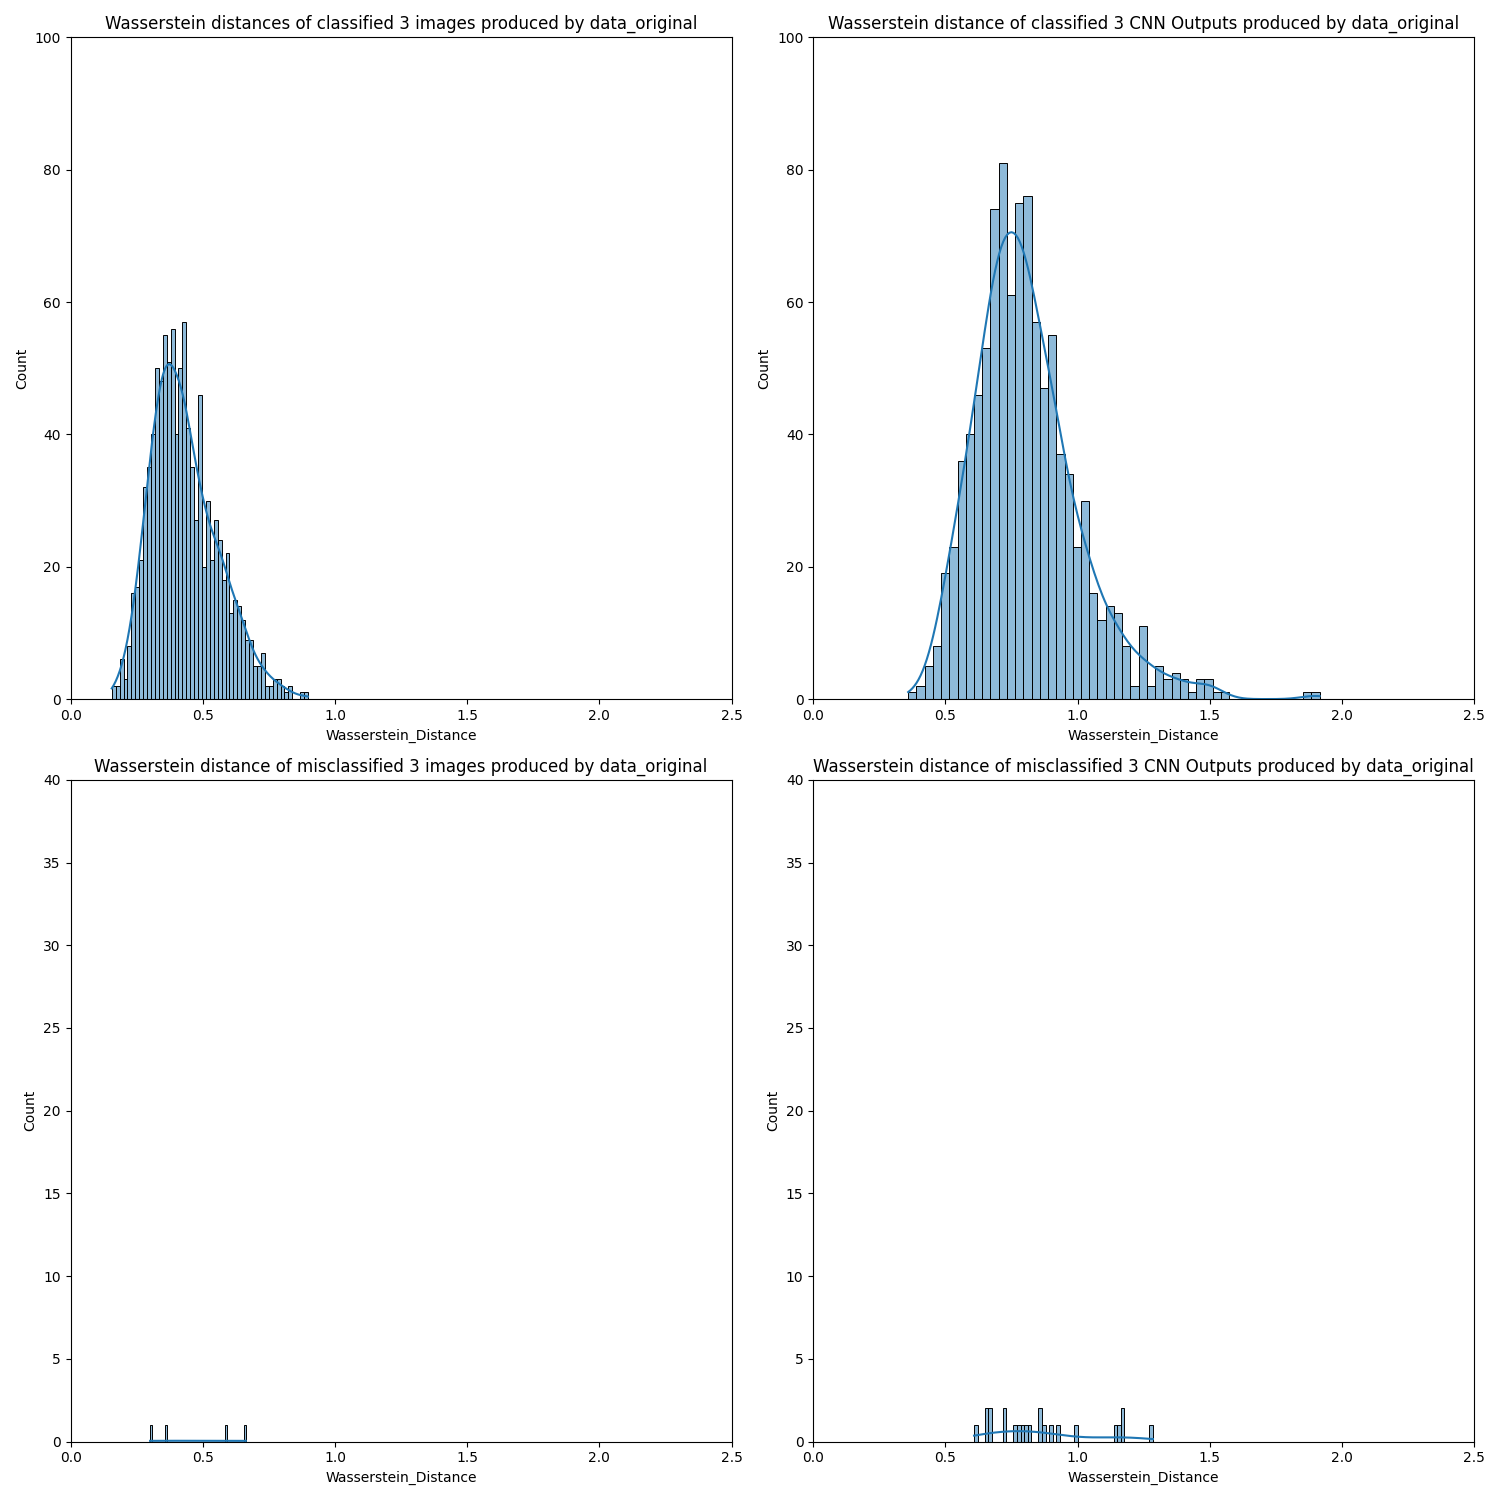 Wasserstein distances of classified 3 images produced by data_original
100
80
60
40
20
0
Count
0.0 0.5 1.0 1.5 2.0 2.5
Wasserstein_Distance
Wasserstein distance of classified 3 CNN Outputs produced by data_original
100
80
60
40
20
0
Count
0.0 0.5 1.0 1.5 2.0 2.5
Wasserstein_Distance
Wasserstein distance of misclassified 3 images produced by data_original
40
35
30
25
20
15
10
5
0
Count
0.0 0.5 1.0 1.5 2.0 2.5
Wasserstein_Distance
Wasserstein distance of misclassified 3 CNN Outputs produced by data_original
40
35
30
25
20
15
10
5
0
Count
0.0 0.5 1.0 1.5 2.0 2.5
Wasserstein_Distance